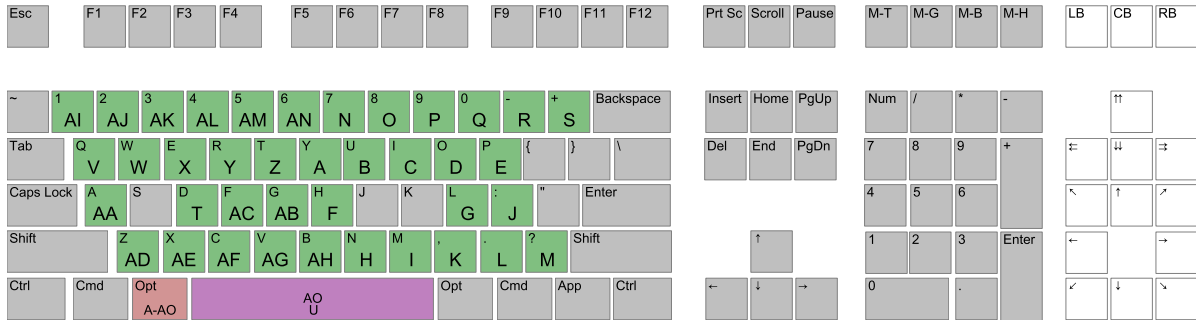 Esc F1 F2 F3 F4 F5 F6 F7 F8 F9 F10 F11 F12 Prt Sc Scroll Pause M-T M-G M-B M-H LB CB RB
~ 1 2 3 4 5 6 7 8 9 0 - + Backspace Insert Home PgUp Num / * - ⇈
AI AJ AK AL AM AN N O P Q R S
Tab Q W E R T Y U I O P { } \ Del End PgDn 7 8 9 + ⇇ ⇊ ⇉
V W X Y Z A B C D E
Caps Lock A S D F G H J K L : " Enter 4 5 6 ↖ ↑ ↗
AA T AC AB F G J
Shift Z X C V B N M , . ? Shift ↑ 1 2 3 Enter ← →
AD AE AF AG AH H I K L M
Ctrl Cmd Opt Opt Cmd App Ctrl ← ↓ → 0 . ↙ ↓ ↘
A-AO AO
U